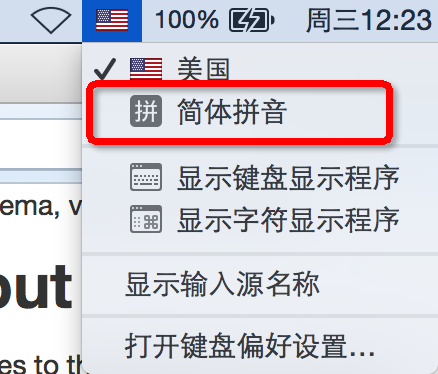 100% 周三12:23
美国
拼 简体拼音
显示键盘显示程序
ema, v
⌘ 显示字符显示程序
put
显示输入源名称
打开键盘偏好设置...
es to th